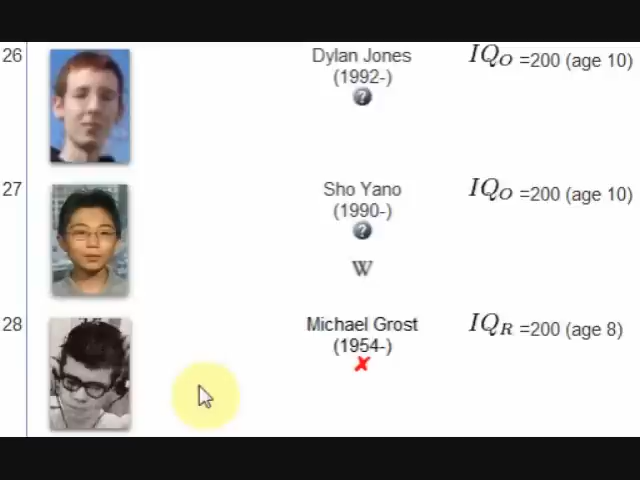 26
Dylan Jones
(1992-)
?
IQO =200 (age 10)
27
Sho Yano
(1990-)
?
W
IQO =200 (age 10)
28
Michael Grost
(1954-)
✗
IQR =200 (age 8)